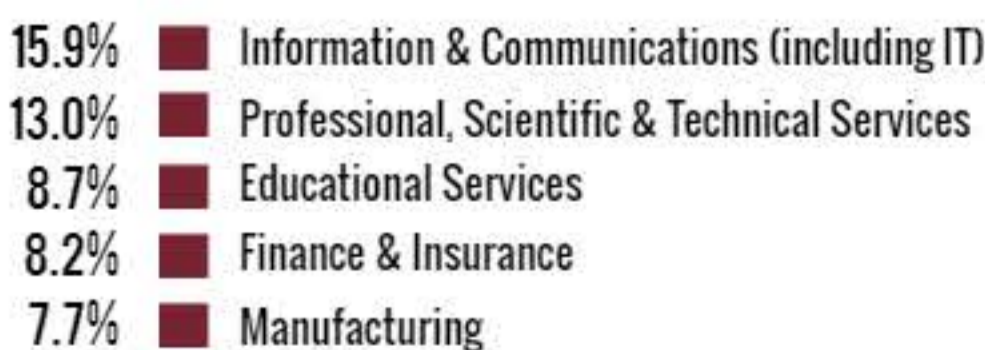 15.9% Information & Communications (including IT)
13.0% Professional, Scientific & Technical Services
8.7% Educational Services
8.2% Finance & Insurance
7.7% Manufacturing